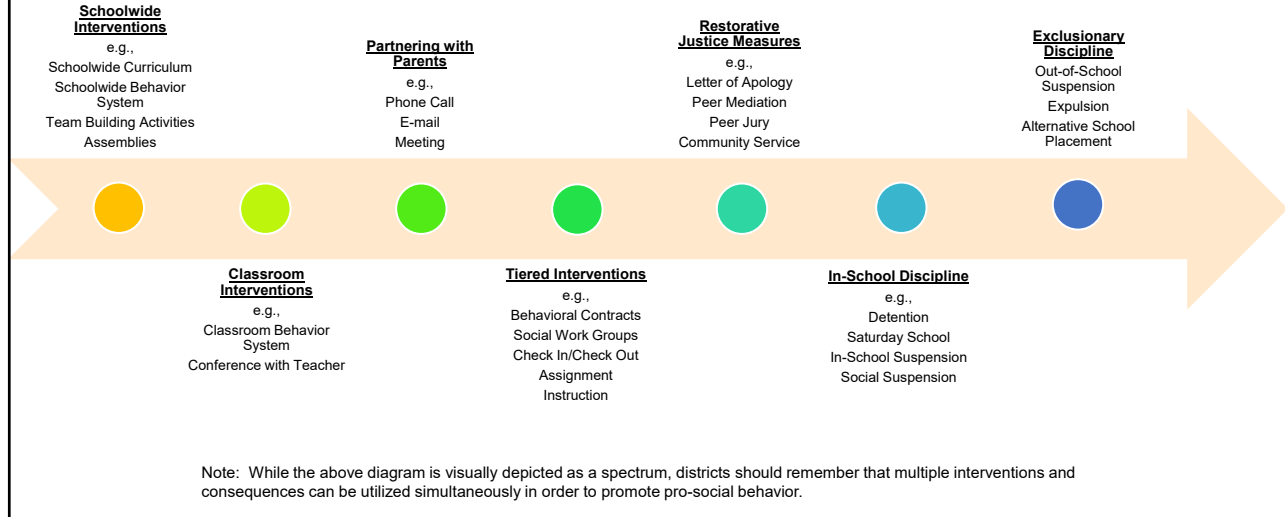 Schoolwide
Interventions
e.g.,
Schoolwide Curriculum
Schoolwide Behavior
System
Team Building Activities
Assemblies
Classroom
Interventions
e.g.,
Classroom Behavior
System
Conference with Teacher
Partnering with
Parents
e.g.,
Phone Call
E-mail
Meeting
Tiered Interventions
e.g.,
Behavioral Contracts
Social Work Groups
Check In/Check Out
Assignment
Instruction
Restorative
Justice Measures
e.g.,
Letter of Apology
Peer Mediation
Peer Jury
Community Service
In-School Discipline
e.g.,
Detention
Saturday School
In-School Suspension
Social Suspension
Exclusionary
Discipline
Out-of-School
Suspension
Expulsion
Alternative School
Placement
Note:  While the above diagram is visually depicted as a spectrum, districts should remember that multiple interventions and
consequences can be utilized simultaneously in order to promote pro-social behavior.